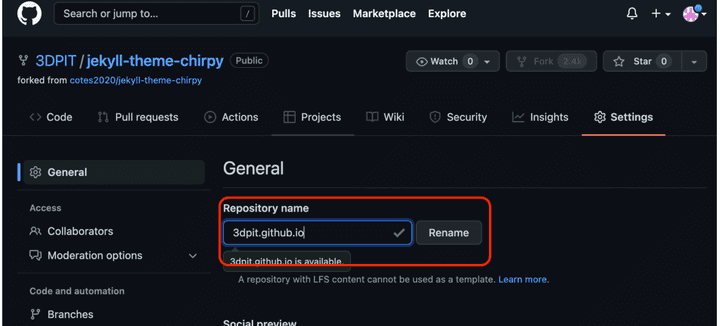 Search or jump to... /
Pulls Issues Marketplace Explore
3DPIT / jekyll-theme-chirpy Public
Watch 0 Fork 2.4k Star 0
forked from cotes2020/jekyll-theme-chirpy
Code Pull requests Actions Projects Wiki Security Insights Settings
General
General
Access
Repository name
Collaborators
3dpit.github.io Rename
Moderation options
3dpit.github.io is available.
A repository with LFS content cannot be used as a template. Learn more.
Code and automation
Branches
Social preview